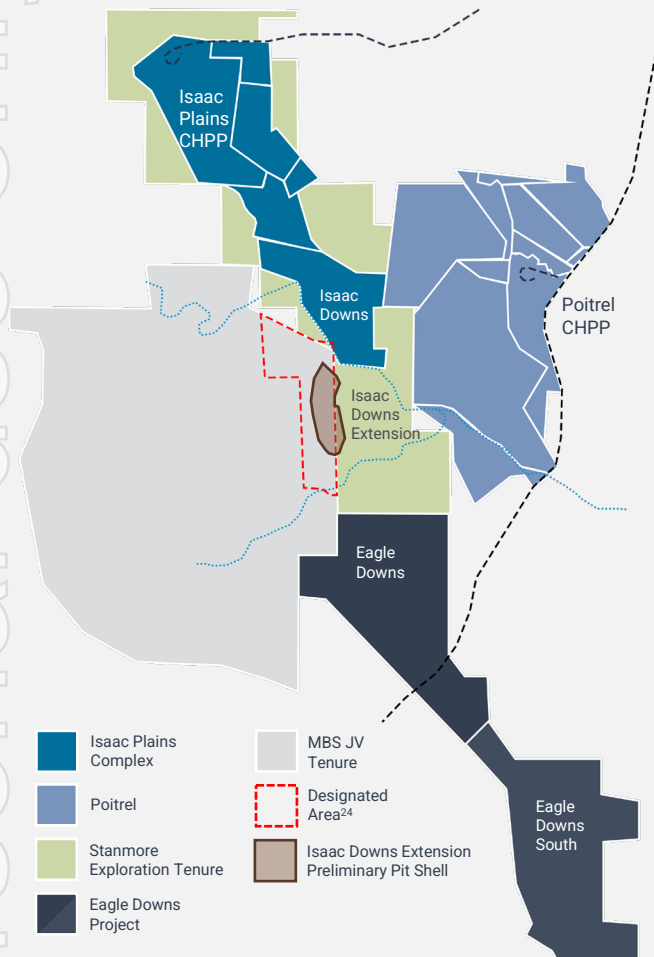 Isaac
Plains
CHPP
Isaac
Downs
Poitrel
CHPP
Isaac
Downs
Extension
Eagle
Downs
Eagle
Downs
South
Isaac Plains
Complex
Poitrel
Stanmore
Exploration Tenure
Eagle Downs
Project
MBS JV
Tenure
Designated
Area²⁴
Isaac Downs Extension
Preliminary Pit Shell